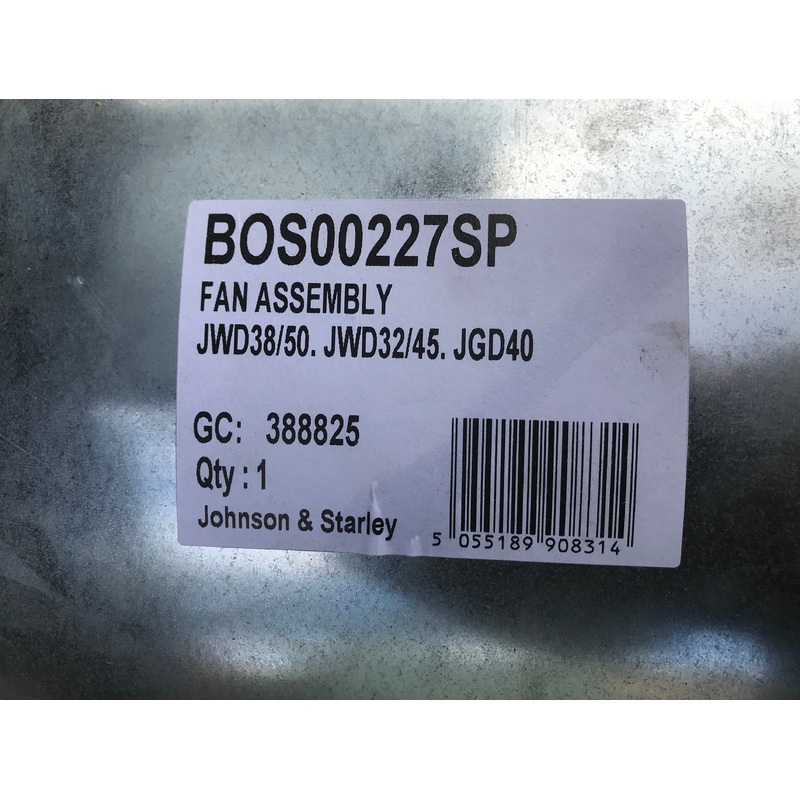 BOS00227SP
FAN ASSEMBLY
JWD38/50. JWD32/45. JGD40
GC: 388825
Qty : 1
Johnson & Starley
5 055189 908314